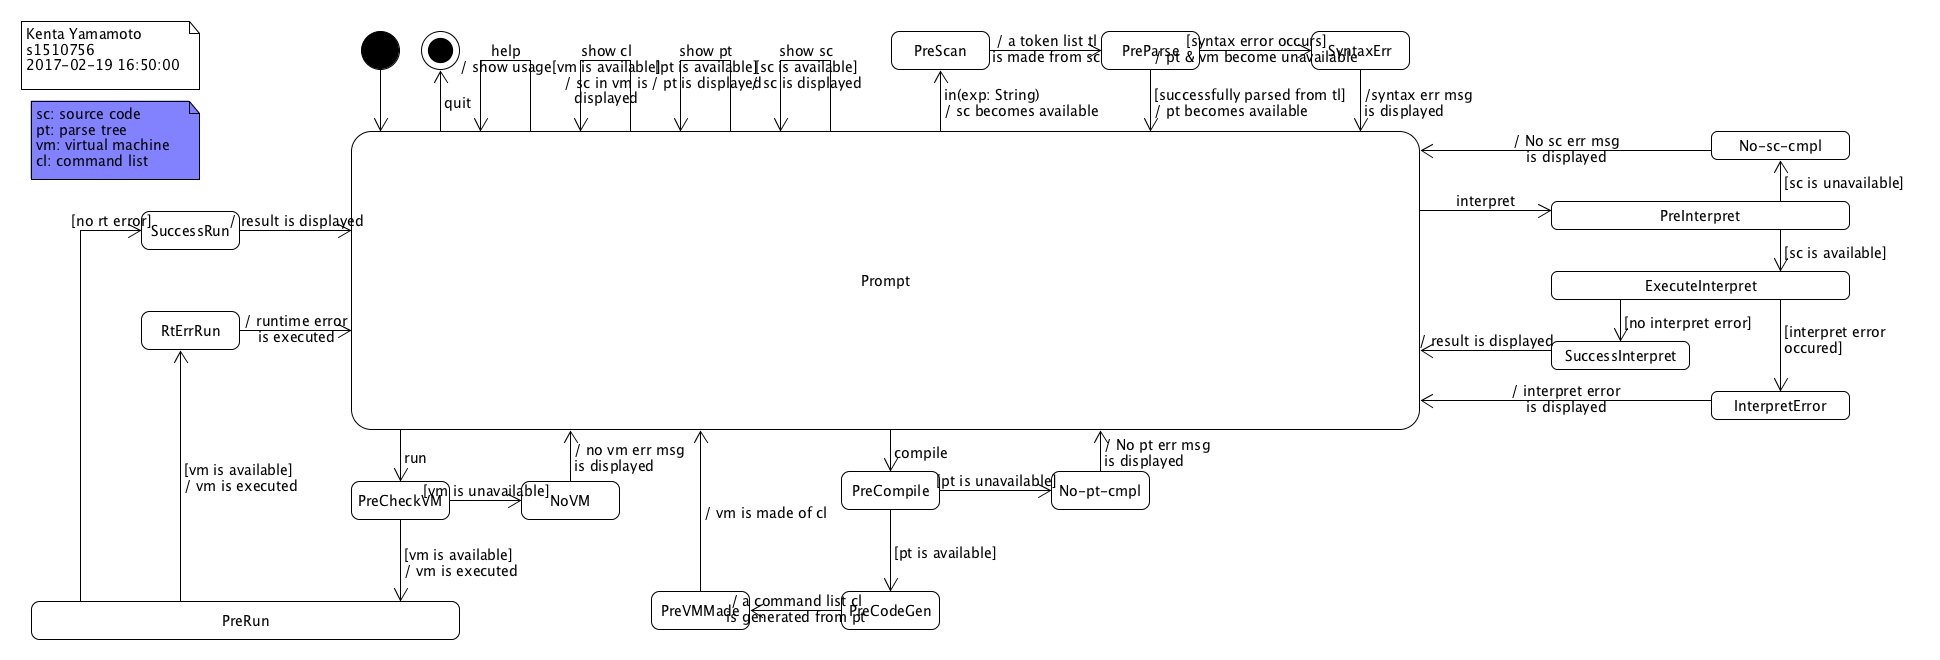 Kenta Yamamoto
s1510756
2017-02-19 16:50:00
sc: source code
pt: parse tree
vm: virtual machine
cl: command list
quit
help
/ show usage
show cl
[vm is available]
/ sc in vm is
displayed
show pt
[pt is available]
/ pt is displayed
show sc
[sc is available]
/ sc is displayed
PreScan
/ a token list tl
is made from sc
PreParse
[syntax error occurs]
/ pt & vm become unavailable
SyntaxErr
in(exp: String)
/ sc becomes available
[successfully parsed from tl]
/ pt becomes available
/syntax err msg
is displayed
Prompt
/ No sc err msg
is displayed
No-sc-cmpl
[sc is unavailable]
interpret
PreInterpret
[sc is available]
ExecuteInterpret
[no interpret error]
[interpret error
occured]
/ result is displayed
SuccessInterpret
/ interpret error
is displayed
InterpretError
[no rt error]
SuccessRun
/ result is displayed
RtErrRun
/ runtime error
is executed
[vm is available]
/ vm is executed
run
PreCheckVM
[vm is unavailable]
NoVM
/ no vm err msg
is displayed
[vm is available]
/ vm is executed
PreRun
/ vm is made of cl
compile
PreCompile
[pt is unavailable]
No-pt-cmpl
/ No pt err msg
is displayed
[pt is available]
PreVMMade
/ a command list cl
is generated from pt
PreCodeGen